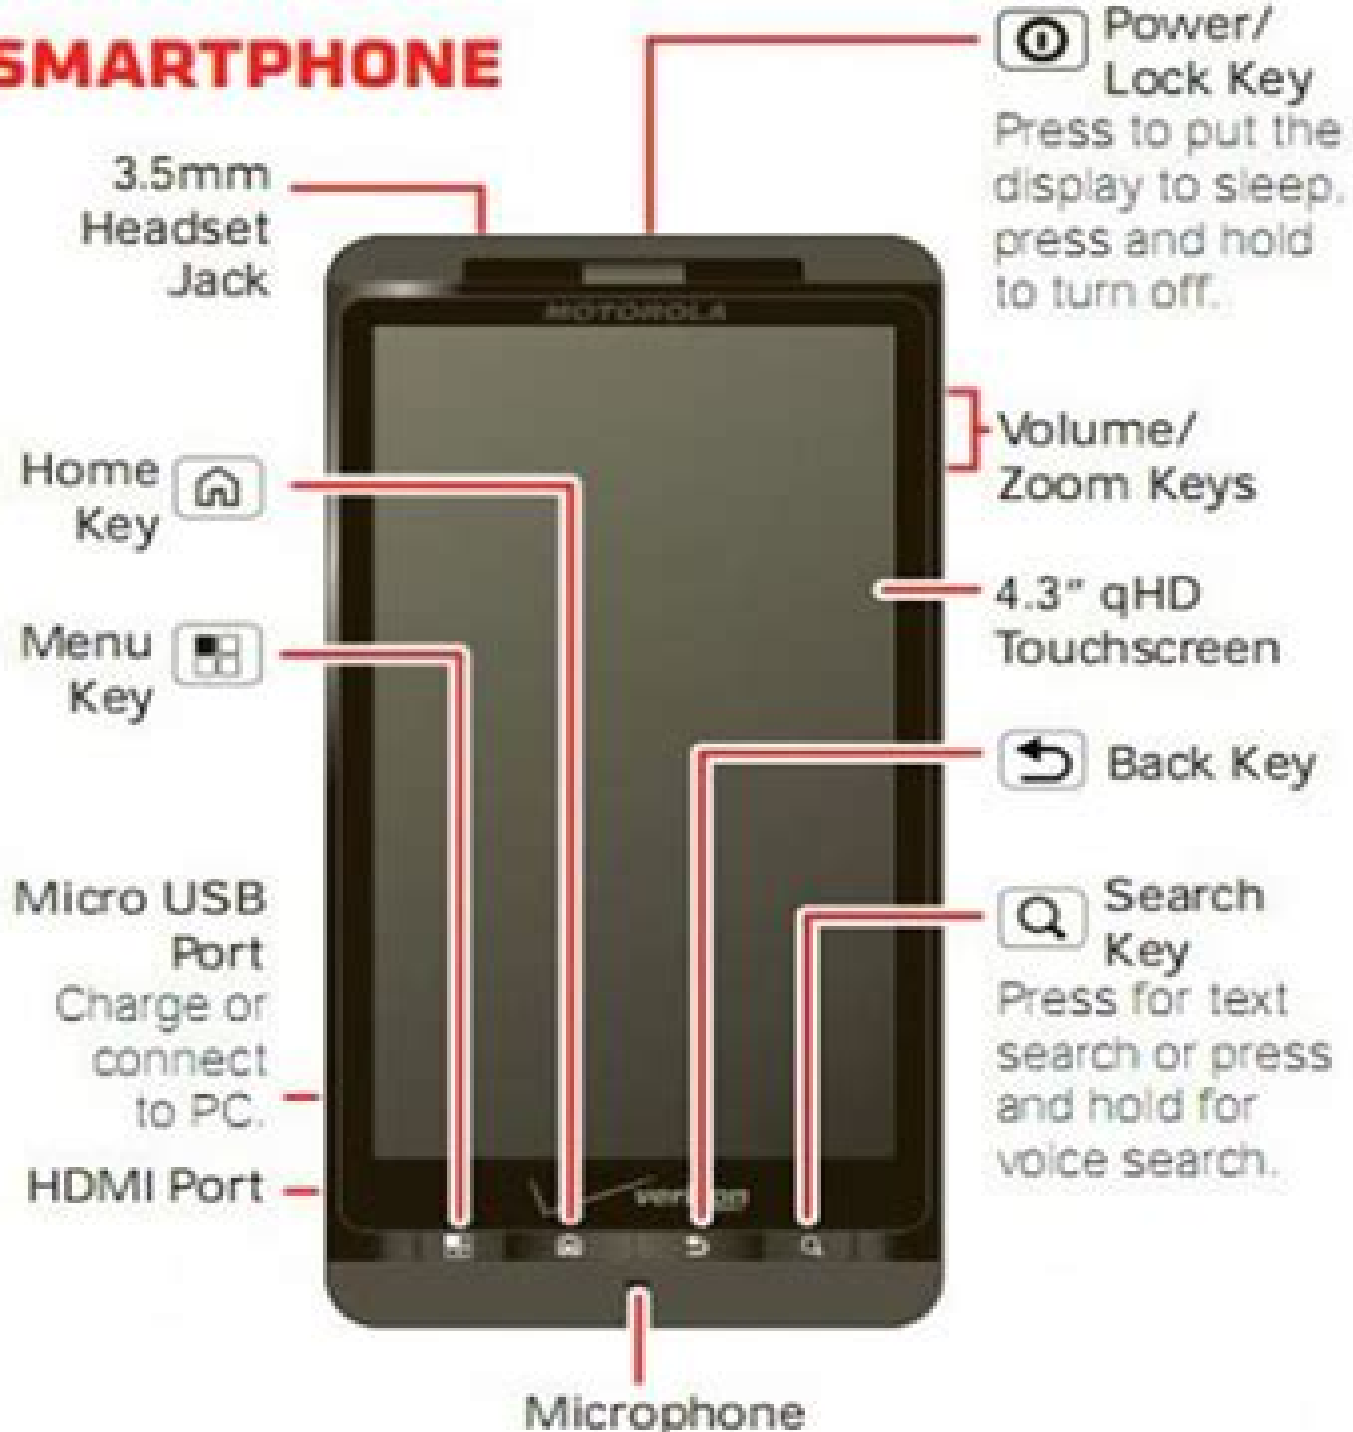 SMARTPHONE
Power/
Lock Key
Press to put the
display to sleep,
press and hold
to turn off.
3.5mm
Headset
Jack
MOTOROLA
Volume/
Zoom Keys
Home
Key
4.3” qHD
Touchscreen
Menu
Key
Back Key
Micro USB
Port
Charge or
connect
to PC.
Search
Key
Press for text
search or press
and hold for
voice search.
HDMI Port
verizon
Microphone